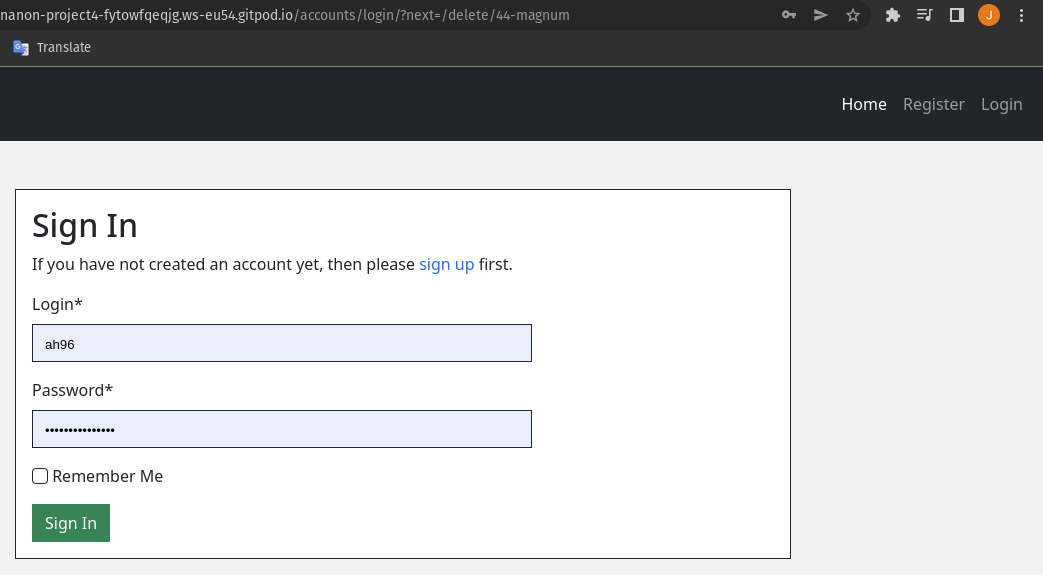 nanon-project4-fytowfqeqjg.ws-eu54.gitpod.io/accounts/login/?next=/delete/44-magnum
J
Translate
Home Register Login
Sign In
If you have not created an account yet, then please sign up first.
Login*
ah96
Password*
•••••••••••••••
Remember Me
Sign In